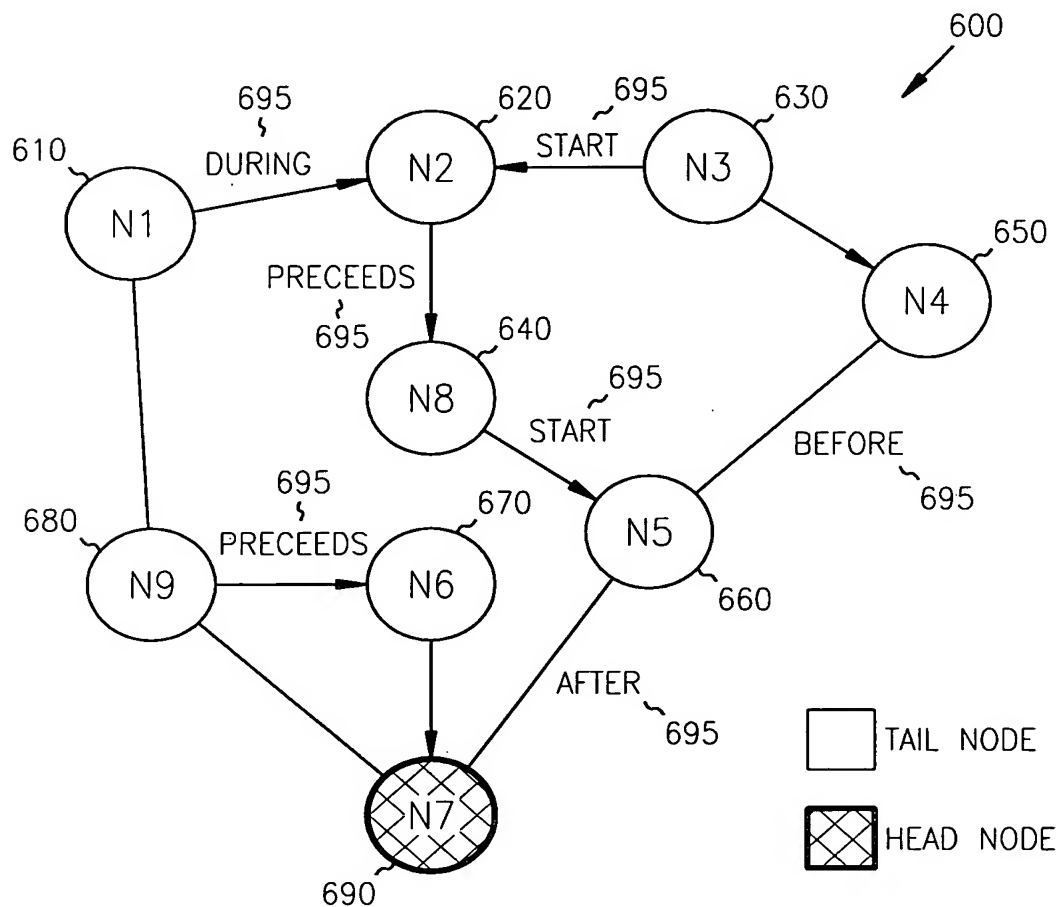 600
695
620
695
630
610
DURING
START
N2
N3
N1
650
PRECEEDS
N4
695
640
695
N8
START
BEFORE
695
695
670
680
PRECEEDS
N5
N9
N6
660
AFTER
695
TAIL NODE
N7
HEAD NODE
690